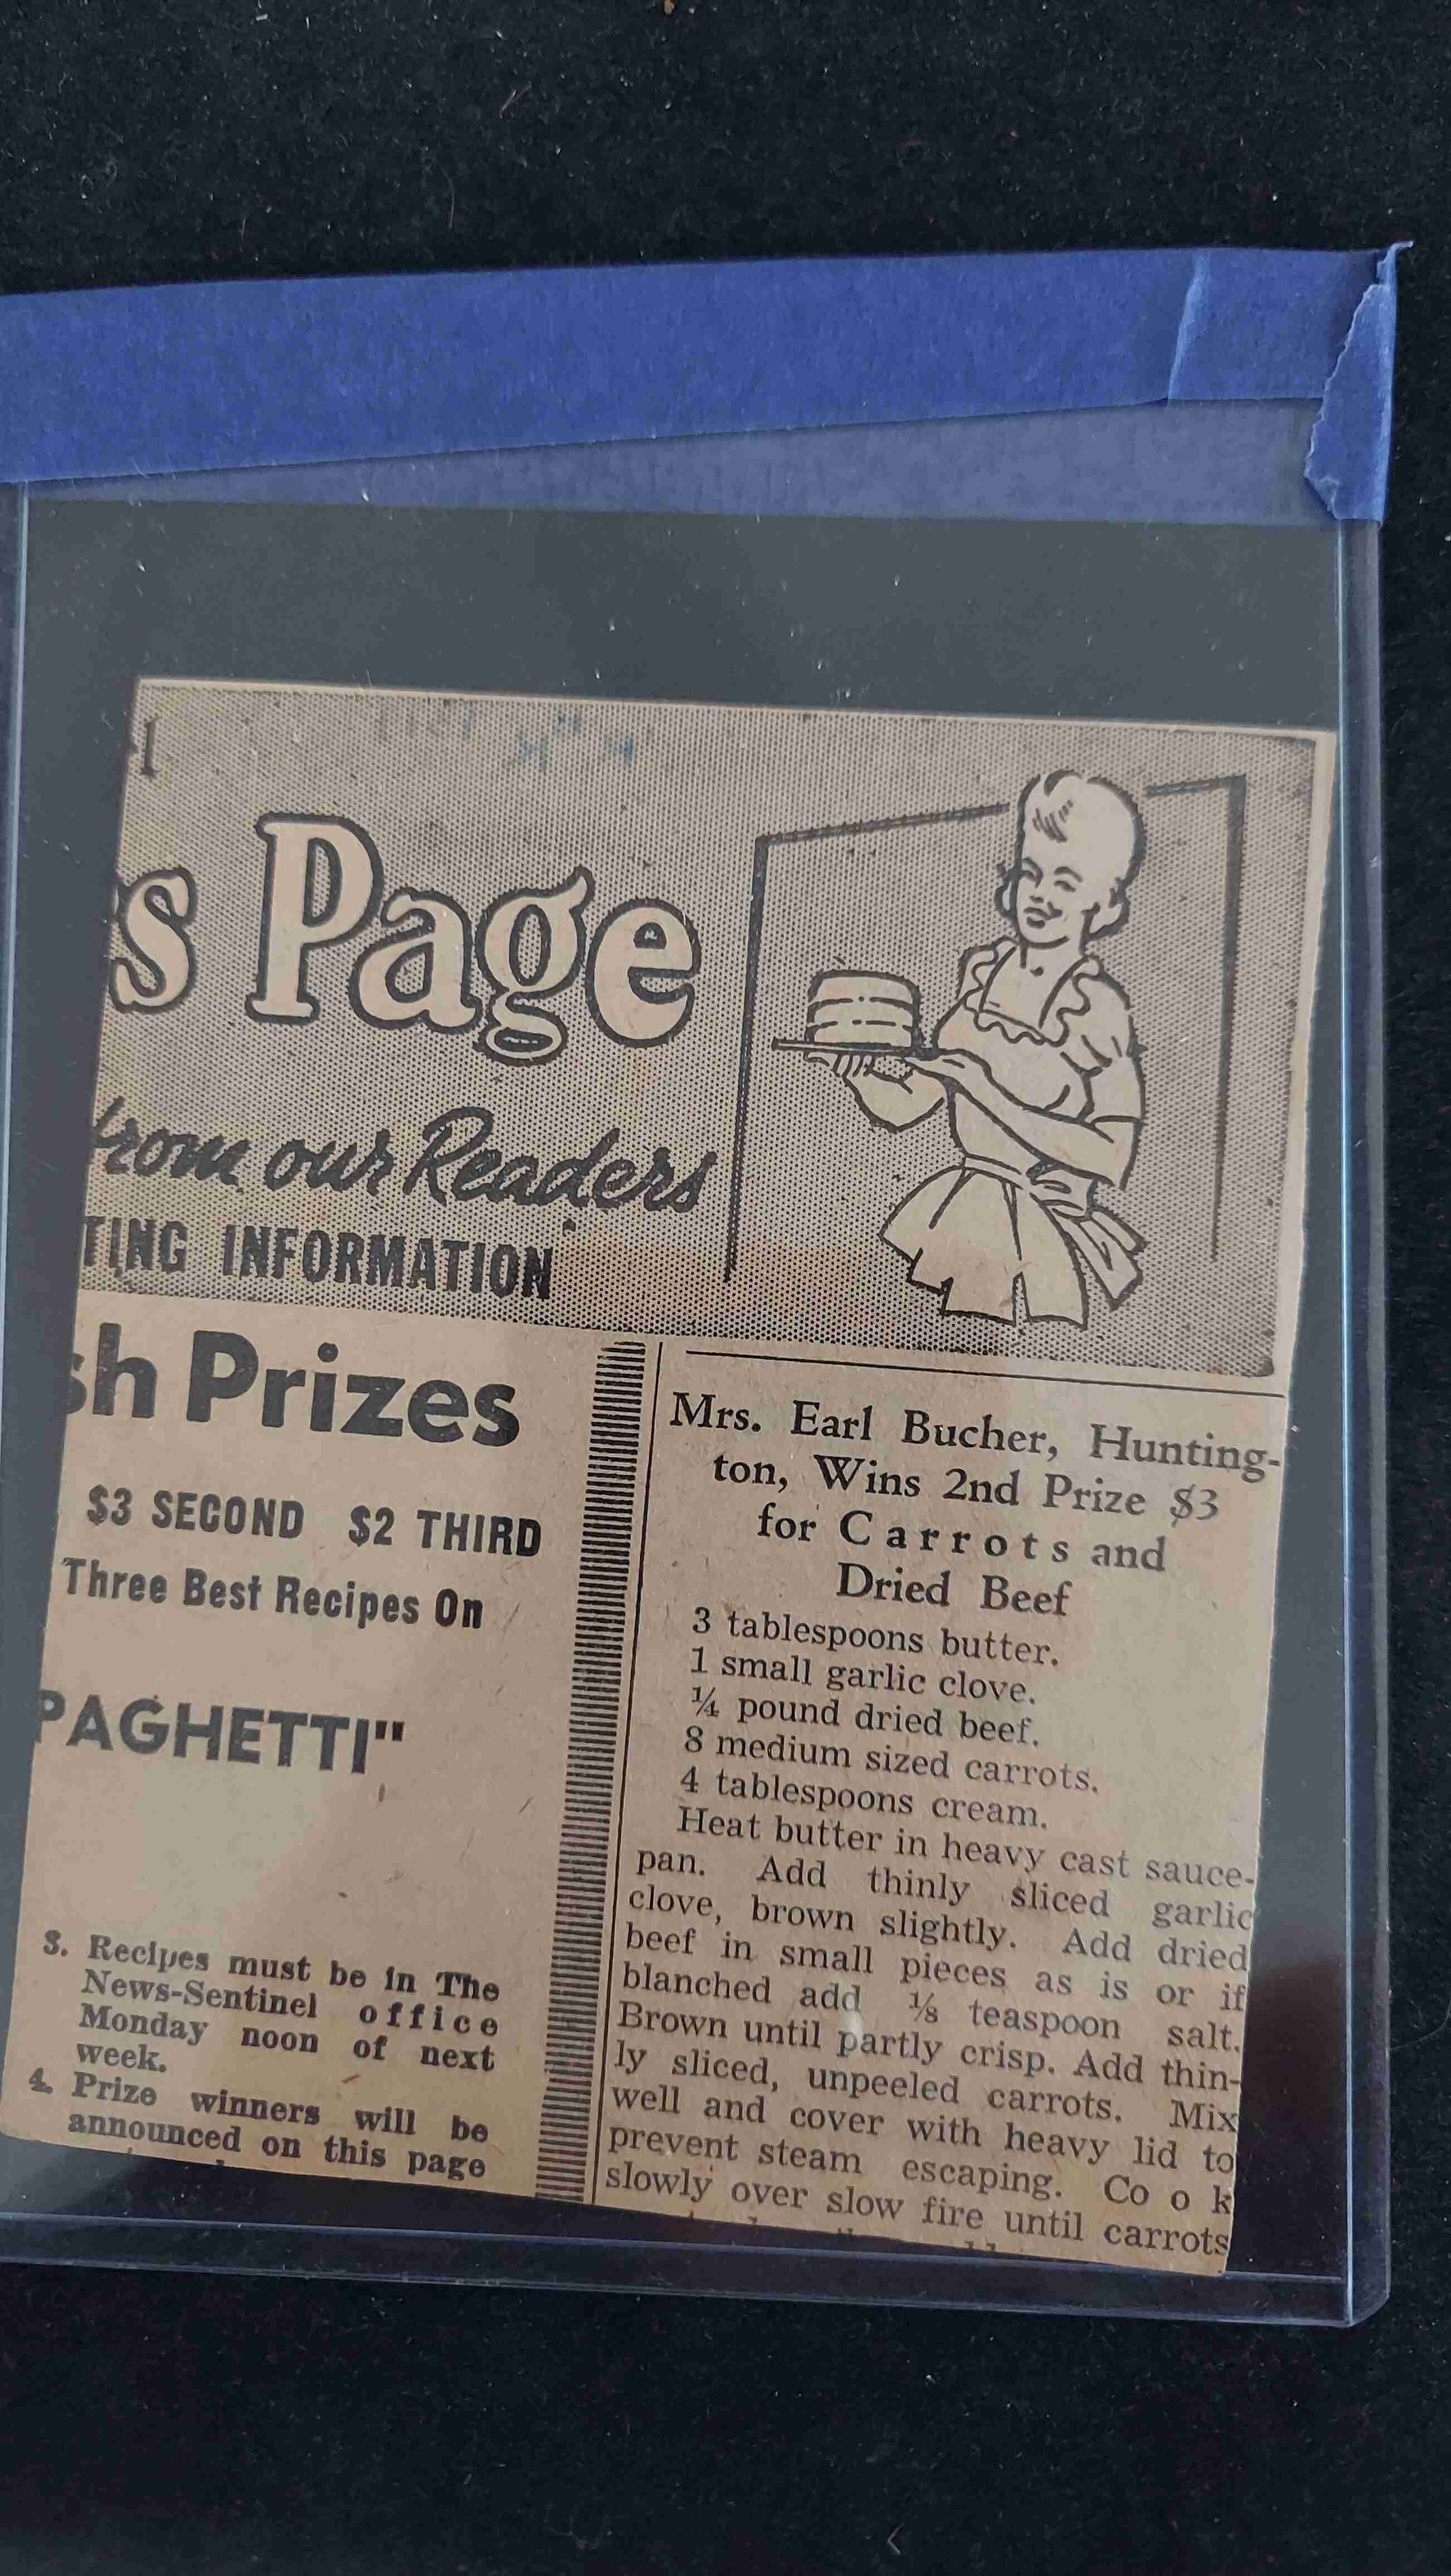 s Page
from our Readers
TING INFORMATION
sh Prizes
$3 SECOND $2 THIRD
Three Best Recipes On
PAGHETTI"
3. Recipes must be in The
News-Sentinel office
Monday noon of next
week.
4. Prize winners will be
announced on this page
Mrs. Earl Bucher, Hunting-
ton, Wins 2nd Prize $3
for Carrots and
Dried Beef
3 tablespoons butter.
1 small garlic clove.
¼ pound dried beef.
8 medium sized carrots.
4 tablespoons cream.
Heat butter in heavy cast sauce-
pan. Add thinly sliced garlic
clove, brown slightly. Add dried
beef in small pieces as is or if
blanched add ⅛ teaspoon salt.
Brown until partly crisp. Add thin-
ly sliced, unpeeled carrots. Mix
well and cover with heavy lid to
prevent steam escaping. Cook
slowly over slow fire until carrots